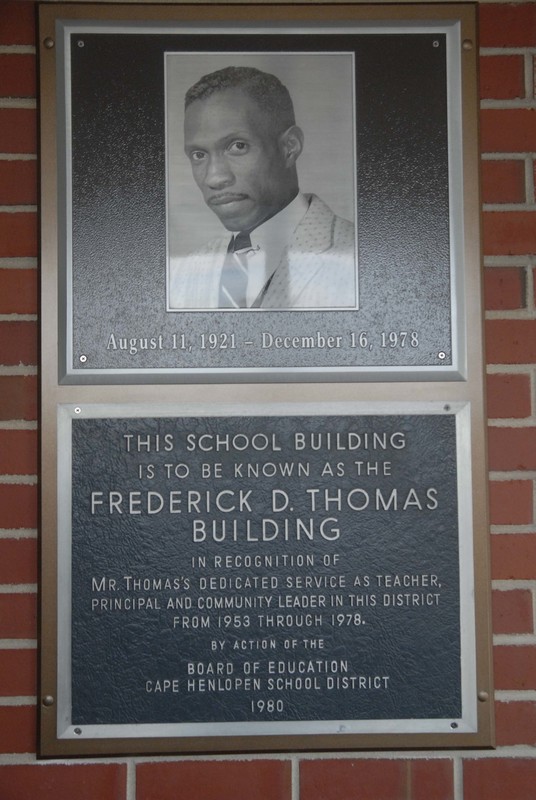 August 11, 1921 – December 16, 1978
THIS SCHOOL BUILDING
IS TO BE KNOWN AS THE
FREDERICK D. THOMAS
BUILDING
IN RECOGNITION OF
MR. THOMAS'S DEDICATED SERVICE AS TEACHER,
PRINCIPAL AND COMMUNITY LEADER IN THIS DISTRICT
FROM 1953 THROUGH 1978.
BY ACTION OF THE
BOARD OF EDUCATION
CAPE HENLOPEN SCHOOL DISTRICT
1980